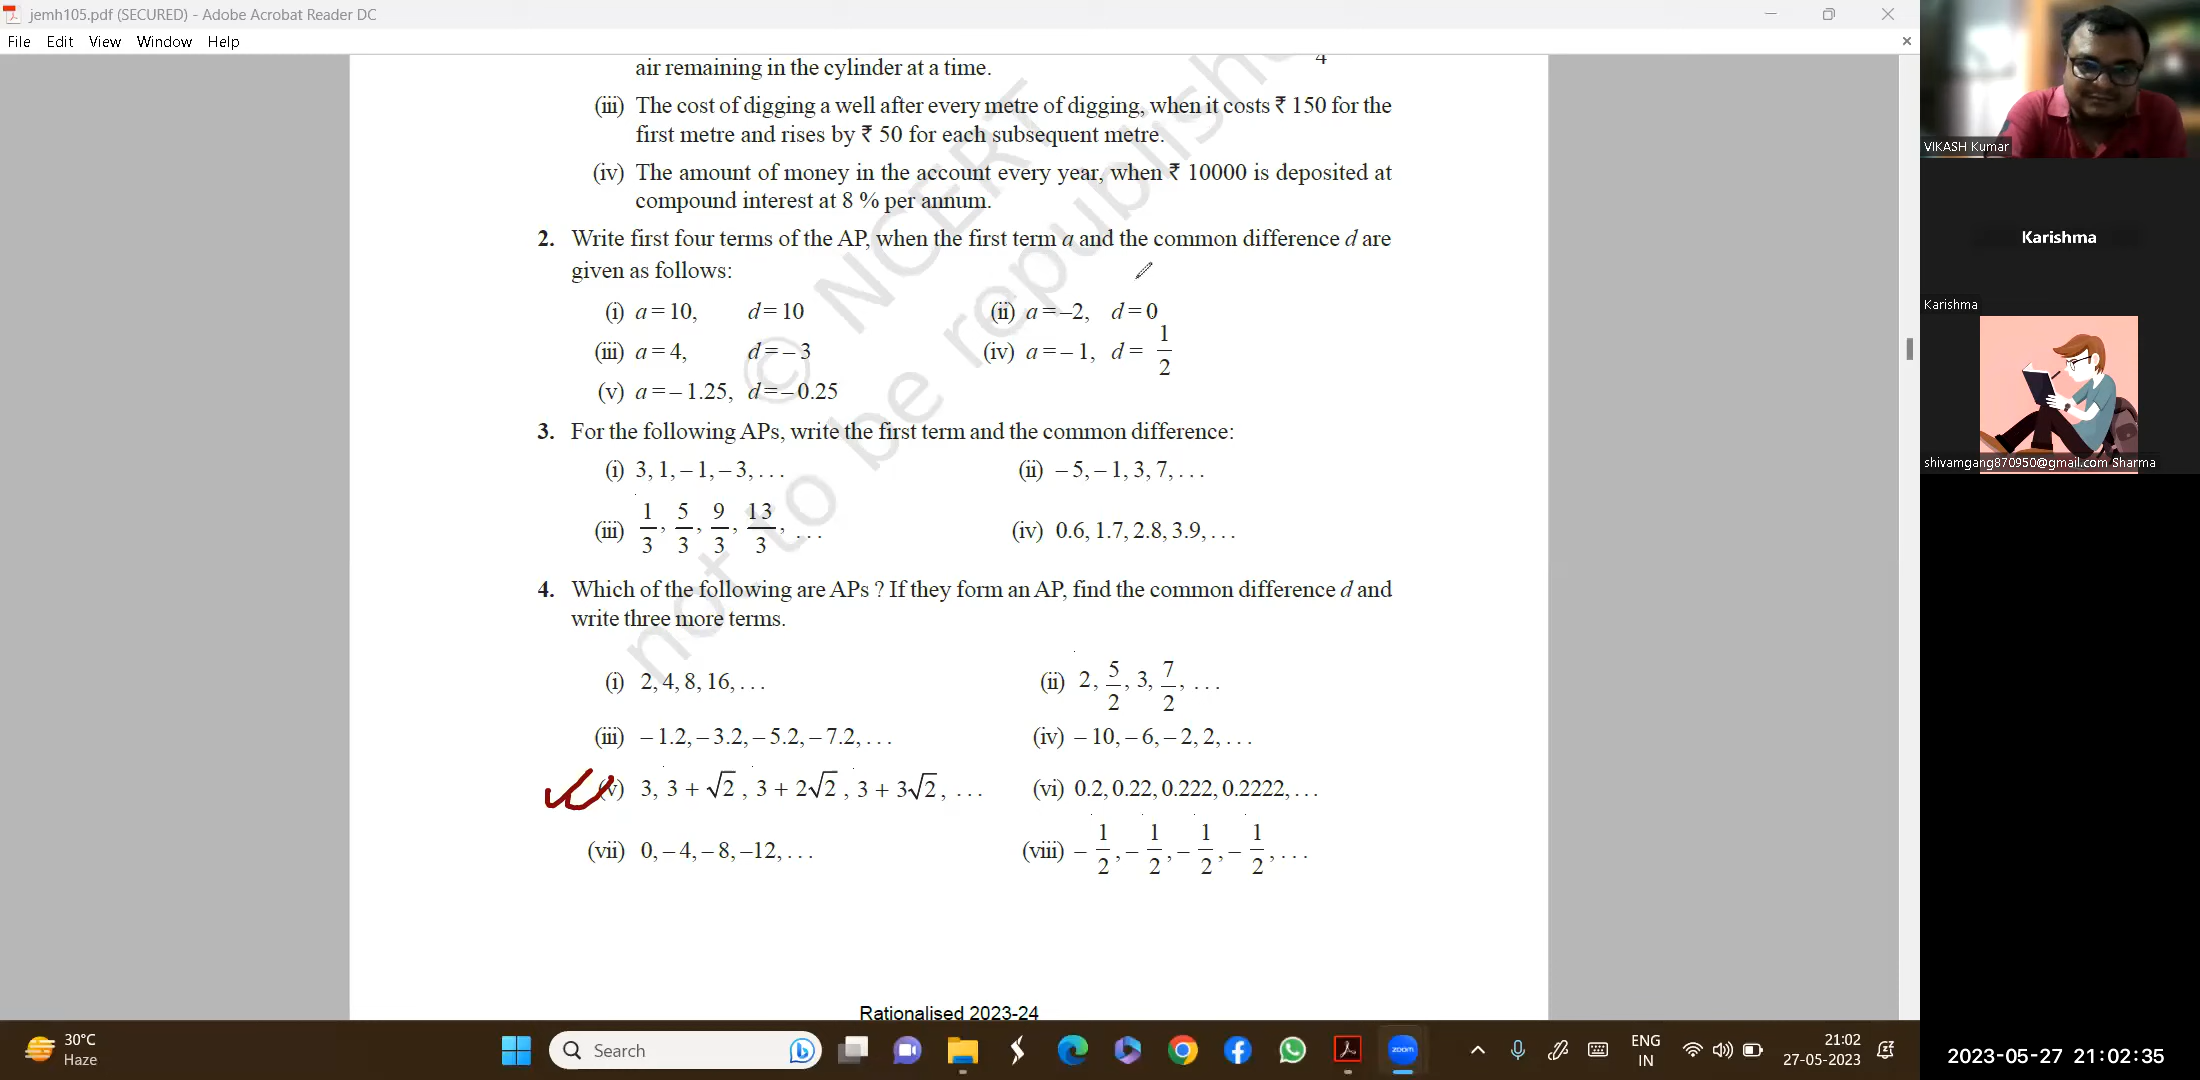 jemh105.pdf (SECURED) - Adobe Acrobat Reader DC
File Edit View Window Help
air remaining in the cylinder at a time.
4
(iii) The cost of digging a well after every metre of digging, when it costs ₹ 150 for the
first metre and rises by ₹ 50 for each subsequent metre.
(iv) The amount of money in the account every year, when ₹ 10000 is deposited at
compound interest at 8 % per annum.
2. Write first four terms of the AP, when the first term a and the common difference d are
given as follows:
(i) a = 10, d = 10 (ii) a = –2, d = 0
(iii) a = 4, d = – 3 (iv) a = – 1, d = 1/2
(v) a = – 1.25, d = – 0.25
3. For the following APs, write the first term and the common difference:
(i) 3, 1, – 1, – 3, . . . (ii) – 5, – 1, 3, 7, . . .
(iii) 1/3, 5/3, 9/3, 13/3, . . . (iv) 0.6, 1.7, 2.8, 3.9, . . .
4. Which of the following are APs ? If they form an AP, find the common difference d and
write three more terms.
(i) 2, 4, 8, 16, . . . (ii) 2, 5/2, 3, 7/2, . . .
(iii) – 1.2, – 3.2, – 5.2, – 7.2, . . . (iv) – 10, – 6, – 2, 2, . . .
(v) 3, 3 + √2, 3 + 2√2, 3 + 3√2, . . . (vi) 0.2, 0.22, 0.222, 0.2222, . . .
(vii) 0, – 4, – 8, –12, . . . (viii) – 1/2, – 1/2, – 1/2, – 1/2, . . .
© NCERT
not to be republished
Rationalised 2023-24
VIKASH Kumar
Karishma
Karishma
shivamgang870950@gmail.com Sharma
30°C
Haze
Search
zoom
ENG
IN
21:02
27-05-2023
2023-05-27 21:02:35